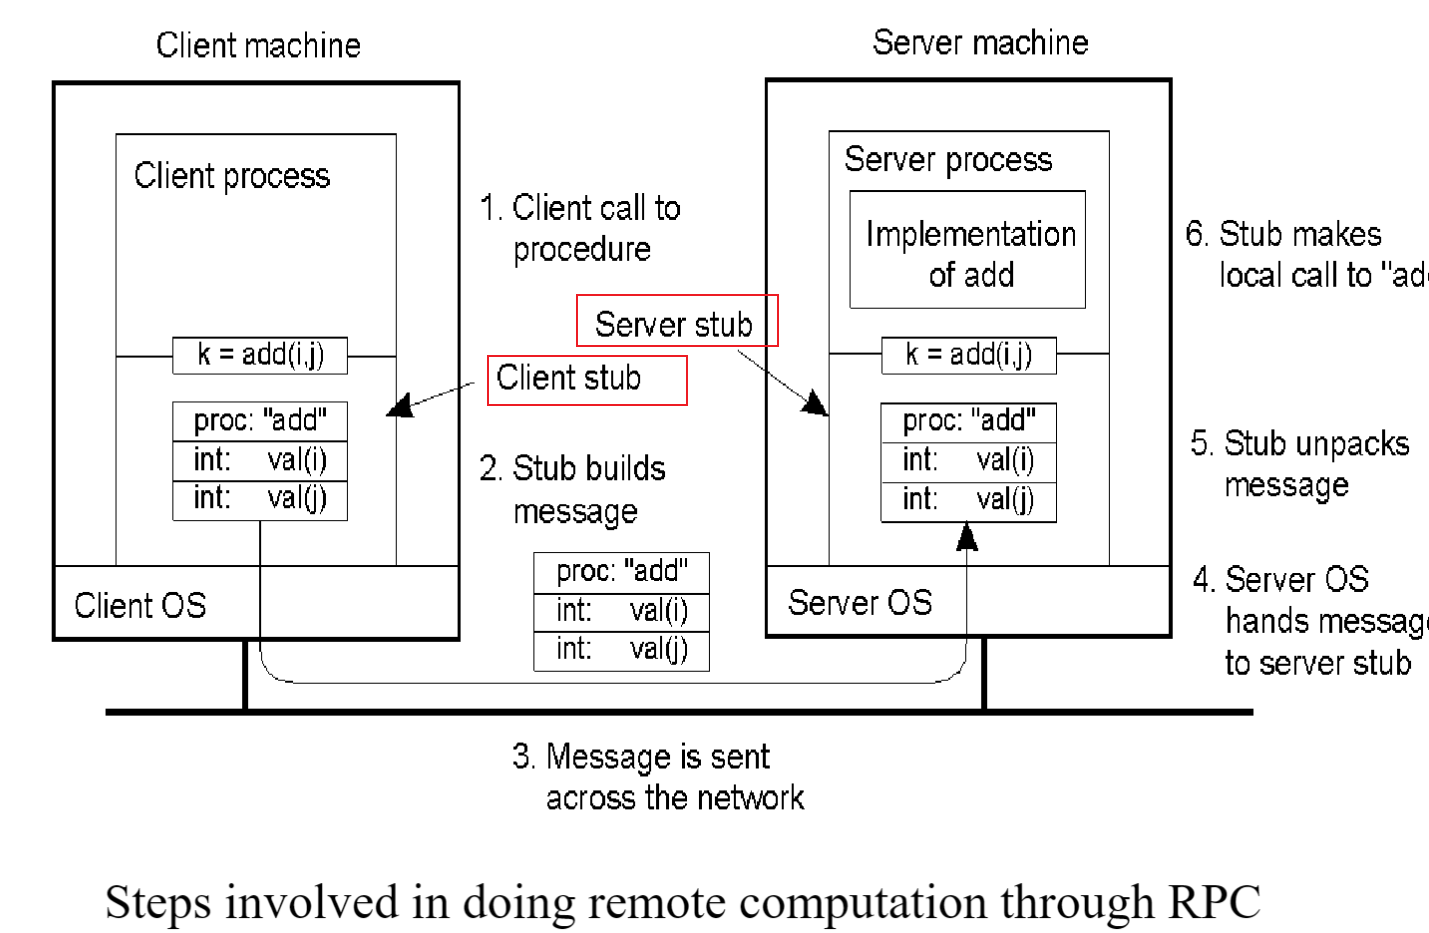 Client machine
Server machine
Client process
Server process
Implementation
of add
1. Client call to
procedure
6. Stub makes
local call to "ad
Server stub
k = add(i,j)
k = add(i,j)
Client stub
proc: "add"
int: val(i)
int: val(j)
proc: "add"
int: val(i)
int: val(j)
2. Stub builds
message
5. Stub unpacks
message
proc: "add"
int: val(i)
int: val(j)
Client OS
Server OS
4. Server OS
hands message
to server stub
3. Message is sent
across the network
Steps involved in doing remote computation through RPC